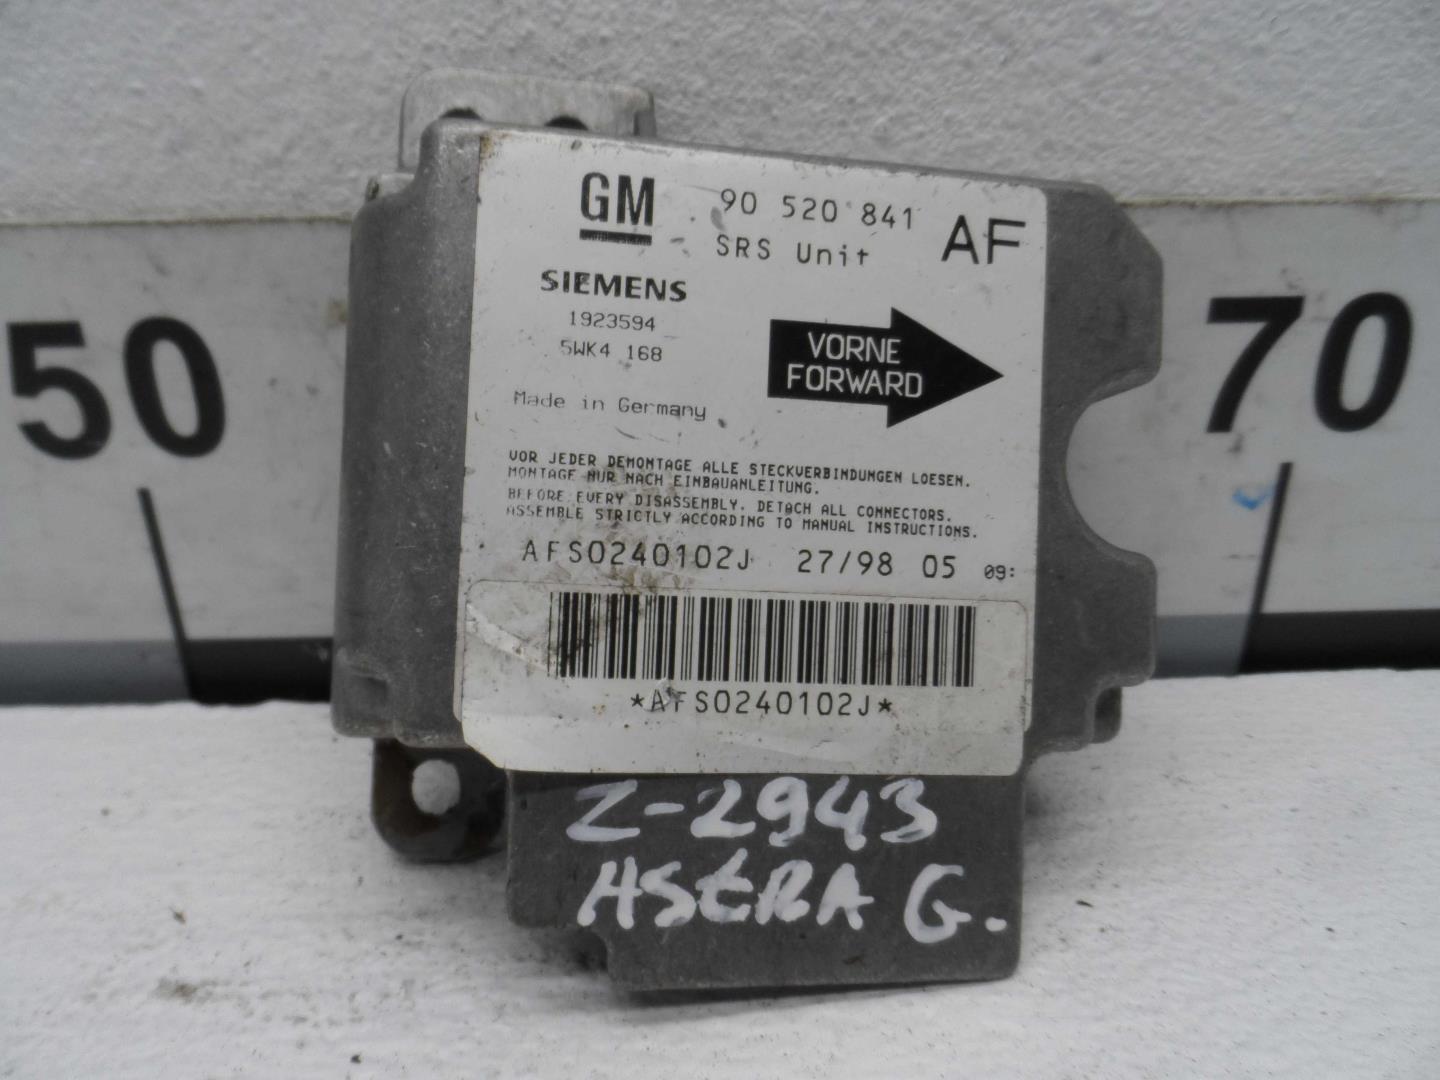 GM 90 520 841 AF
SRS Unit
SIEMENS
1923594
5WK4 168
VORNE
FORWARD
Made in Germany
VOR JEDER DEMONTAGE ALLE STECKVERBINDUNGEN LOESEN.
MONTAGE NUR NACH EINBAUANLEITUNG.
BEFORE EVERY DISASSEMBLY, DETACH ALL CONNECTORS.
ASSEMBLE STRICTLY ACCORDING TO MANUAL INSTRUCTIONS.
AFS0240102J 27/98 05 09:
*AFS0240102J*
Z-2943
ASTRA G.
50
70